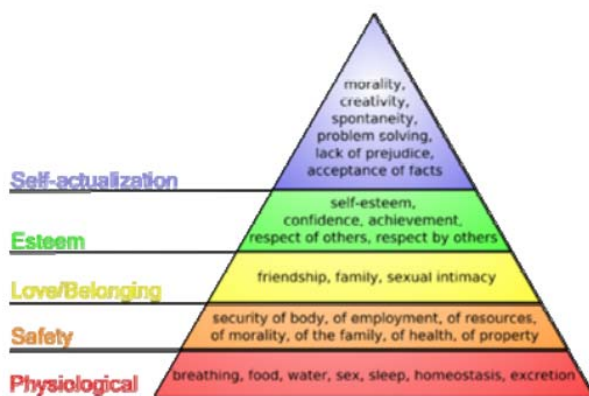 morality,
creativity,
spontaneity,
problem solving,
lack of prejudice,
acceptance of facts
Self-actualization
self-esteem,
confidence, achievement,
respect of others, respect by others
Esteem
friendship, family, sexual intimacy
Love/Belonging
security of body, of employment, of resources,
of morality, of the family, of health, of property
Safety
breathing, food, water, sex, sleep, homeostasis, excretion
Physiological